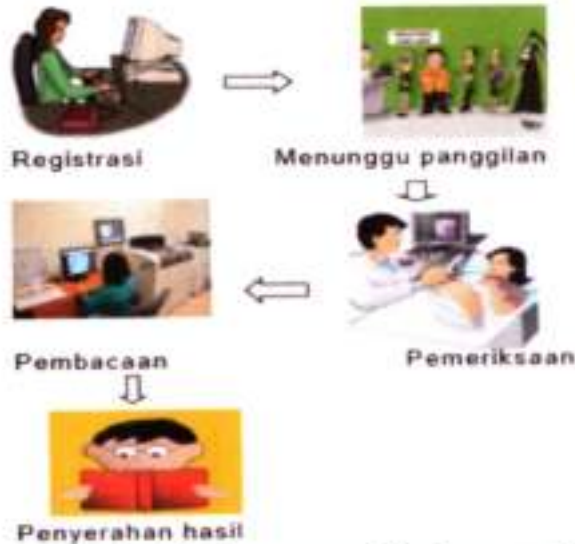 Registrasi
Menunggu panggilan
Pemeriksaan
Pembacaan
Penyerahan hasil